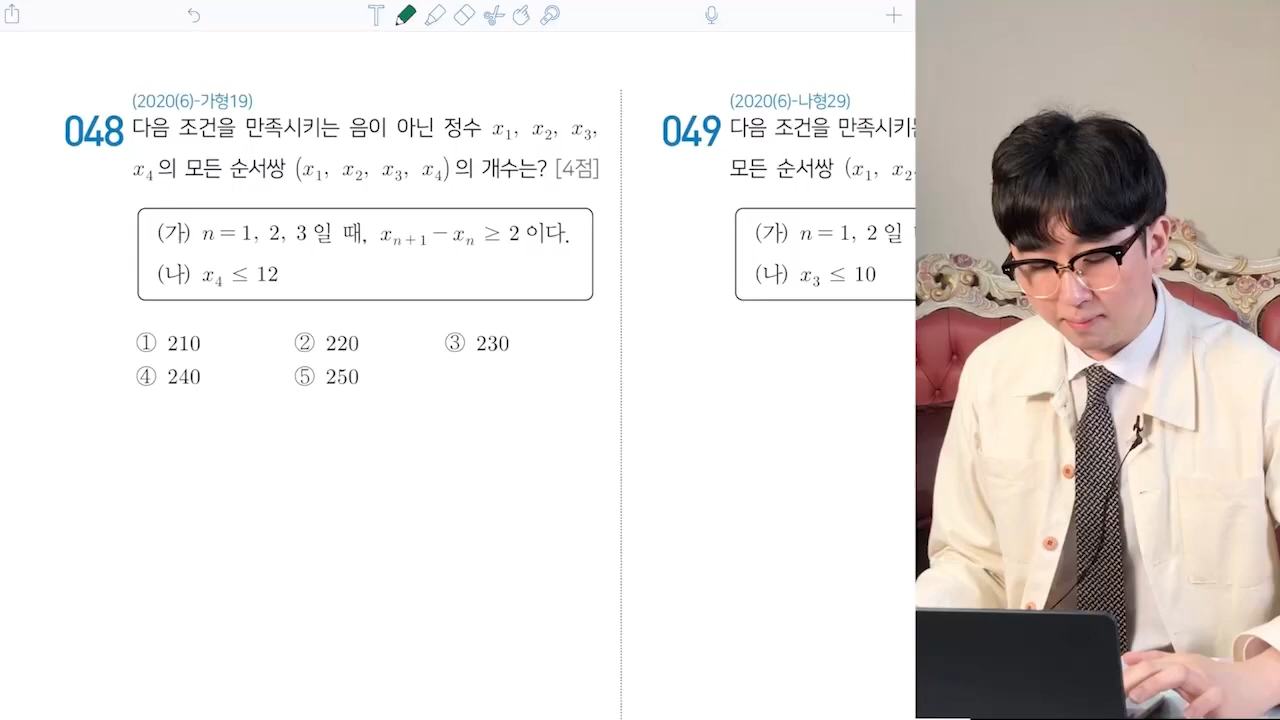 (2020(6)-가형19)
048 다음 조건을 만족시키는 음이 아닌 정수 x₁, x₂, x₃,
x₄의 모든 순서쌍 (x₁, x₂, x₃, x₄)의 개수는? [4점]
(가) n = 1, 2, 3일 때, xₙ₊₁ − xₙ ≥ 2이다.
(나) x₄ ≤ 12
① 210 ② 220 ③ 230
④ 240 ⑤ 250
(2020(6)-나형29)
049 다음 조건을 만족시키
모든 순서쌍 (x₁, x₂
(가) n = 1, 2일
(나) x₃ ≤ 10